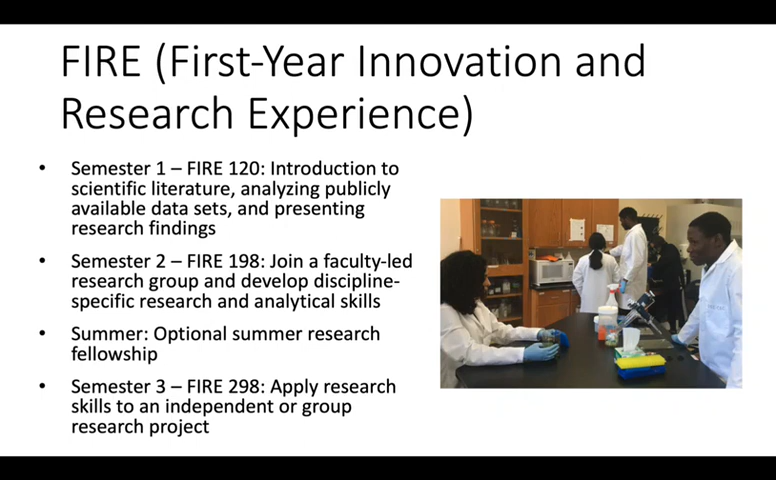 FIRE (First-Year Innovation and
Research Experience)
• Semester 1 – FIRE 120: Introduction to
scientific literature, analyzing publicly
available data sets, and presenting
research findings
• Semester 2 – FIRE 198: Join a faculty-led
research group and develop discipline-
specific research and analytical skills
• Summer: Optional summer research
fellowship
• Semester 3 – FIRE 298: Apply research
skills to an independent or group
research project